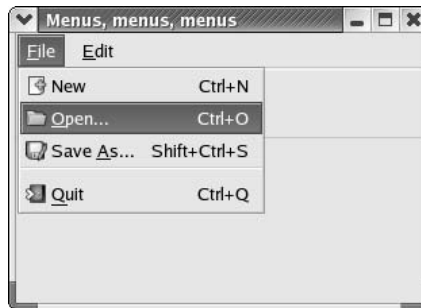 Menus, menus, menus
File Edit
New Ctrl+N
Open... Ctrl+O
Save As... Shift+Ctrl+S
Quit Ctrl+Q